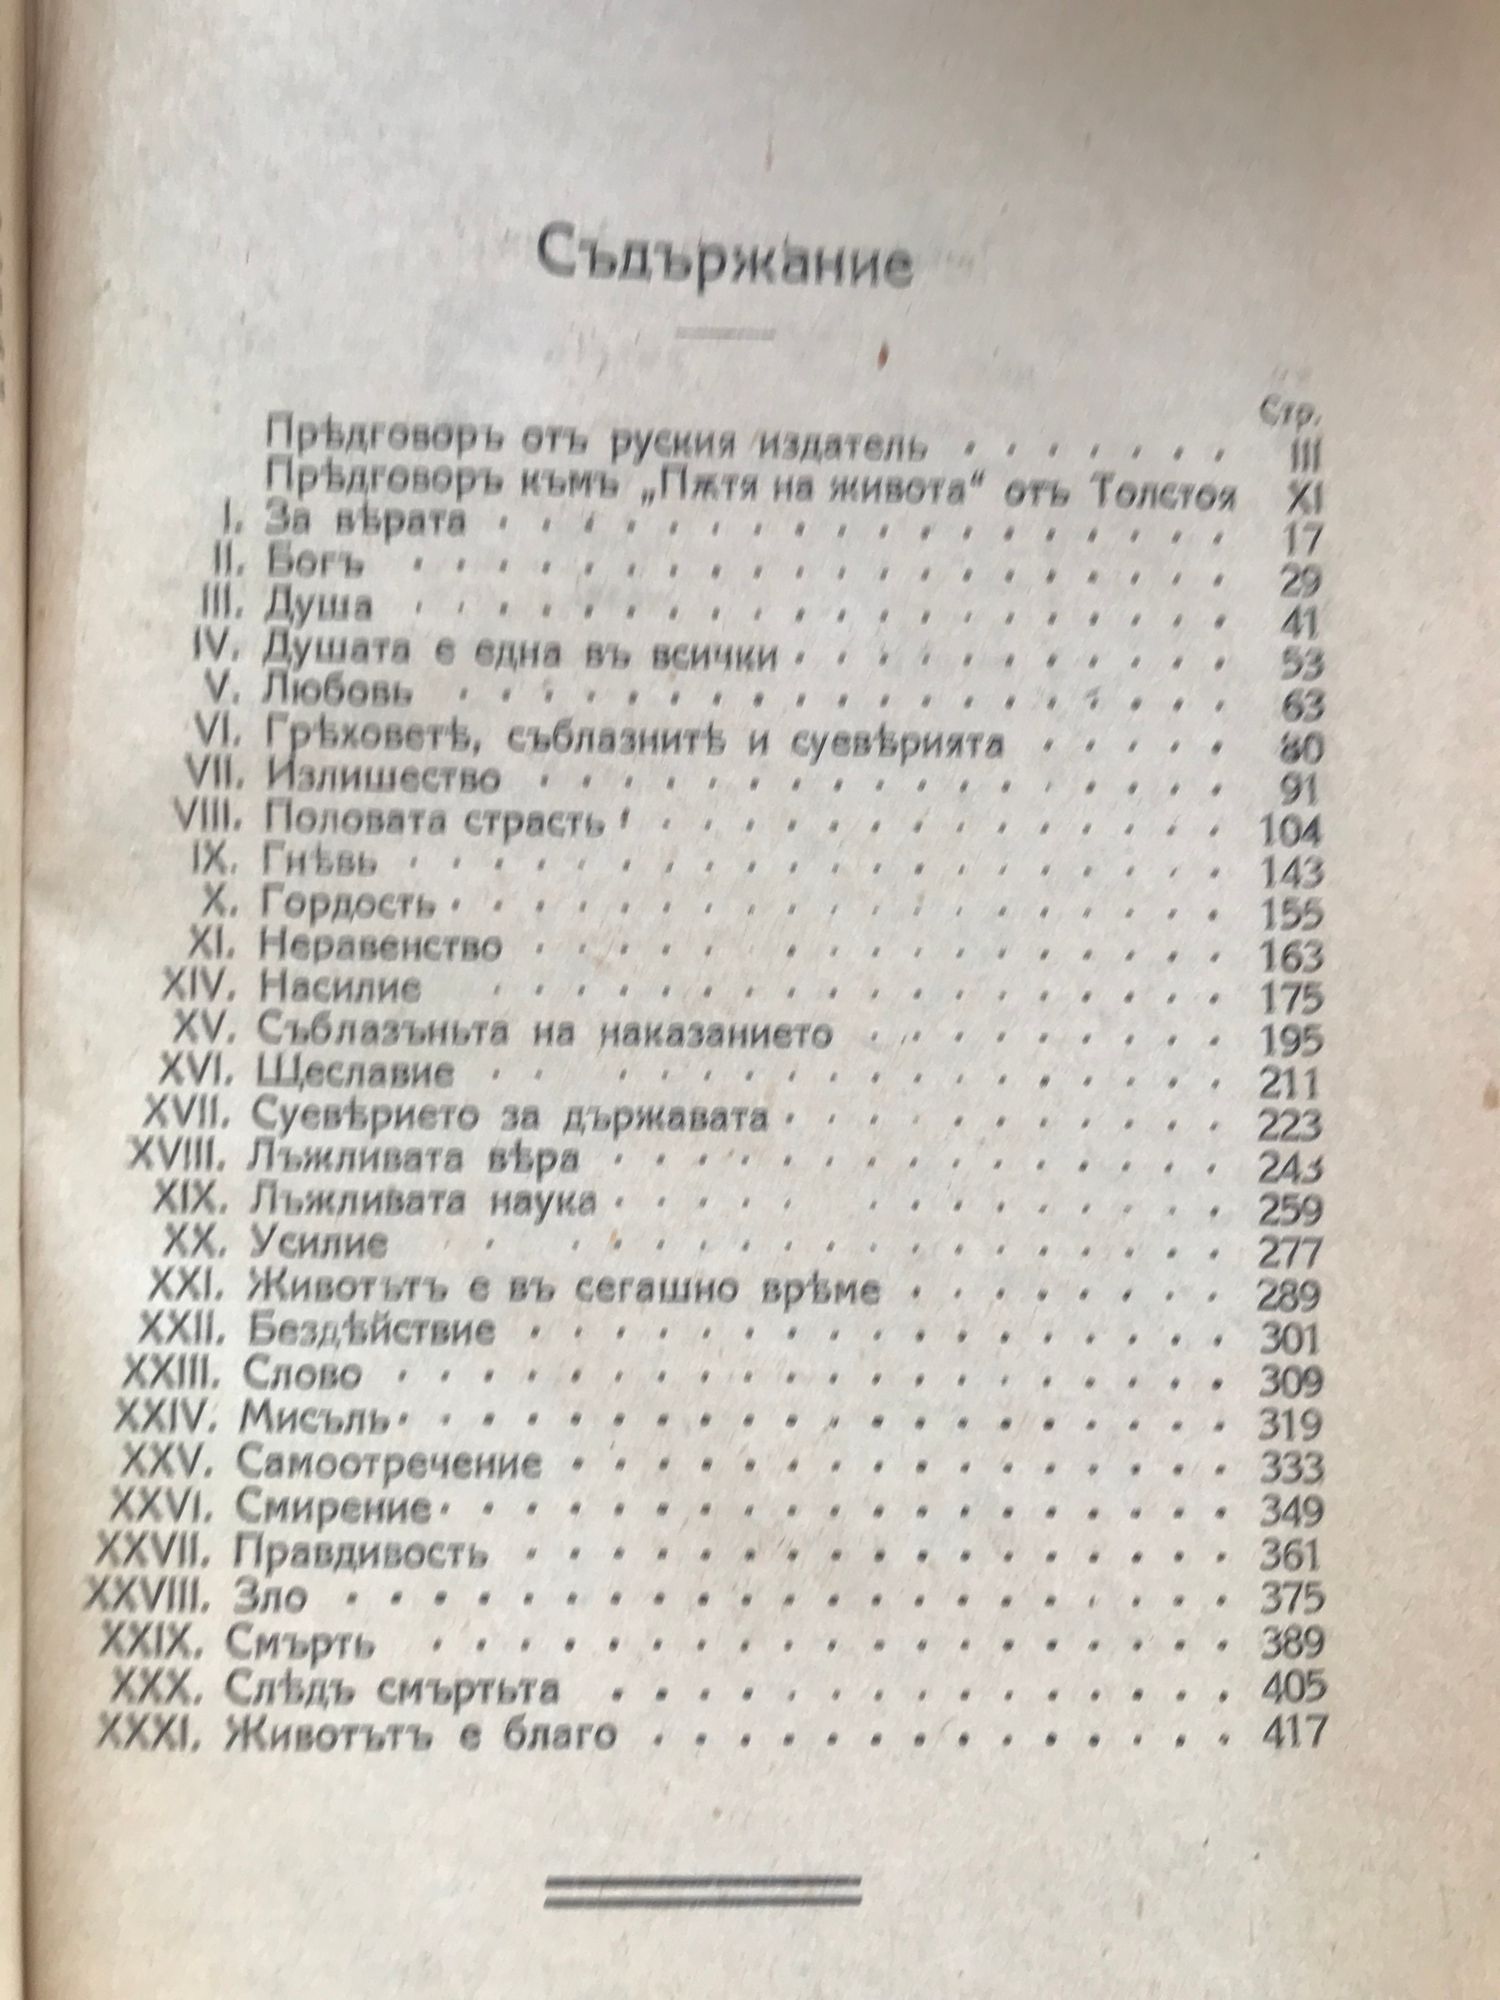 Съдържание
Стр.
Прѣдговоръ отъ руския издатель . . . . . . . III
Прѣдговоръ къмъ „Пѫтя на живота“ отъ Толстоя XI
I. За вѣрата . . . . . . . . . . . . . . . . . . 17
II. Богъ . . . . . . . . . . . . . . . . . . . . 29
III. Душа . . . . . . . . . . . . . . . . . . . . 41
IV. Душата е една въ всички . . . . . . . . . . . 53
V. Любовь . . . . . . . . . . . . . . . . . . . 63
VI. Грѣховетѣ, съблазнитѣ и суевѣрията . . . . . 80
VII. Излишество . . . . . . . . . . . . . . . . . 91
VIII. Половата страсть . . . . . . . . . . . . . . . 104
IX. Гнѣвь . . . . . . . . . . . . . . . . . . . . 143
X. Гордость . . . . . . . . . . . . . . . . . . . 155
XI. Неравенство . . . . . . . . . . . . . . . . 163
XIV. Насилие . . . . . . . . . . . . . . . . . . 175
XV. Съблазъньта на наказанието . . . . . . . . . 195
XVI. Щеславие . . . . . . . . . . . . . . . . . 211
XVII. Суевѣрието за държавата . . . . . . . . . . . 223
XVIII. Лъжливата вѣра . . . . . . . . . . . . . . . 243
XIX. Лъжливата наука . . . . . . . . . . . . . . 259
XX. Усилие . . . . . . . . . . . . . . . . . . 277
XXI. Животътъ е въ сегашно врѣме . . . . . . . . 289
XXII. Бездѣйствие . . . . . . . . . . . . . . . . . 301
XXIII. Слово . . . . . . . . . . . . . . . . . . . . 309
XXIV. Мисъль . . . . . . . . . . . . . . . . . . . . 319
XXV. Самоотречение . . . . . . . . . . . . . . . . 333
XXVI. Смирение . . . . . . . . . . . . . . . . . . . 349
XXVII. Правдивость . . . . . . . . . . . . . . . . . 361
XXVIII. Зло . . . . . . . . . . . . . . . . . . . . . 375
XXIX. Смърть . . . . . . . . . . . . . . . . . . . 389
XXX. Слѣдъ смъртьта . . . . . . . . . . . . . . . 405
XXXI. Животътъ е благо . . . . . . . . . . . . . . 417